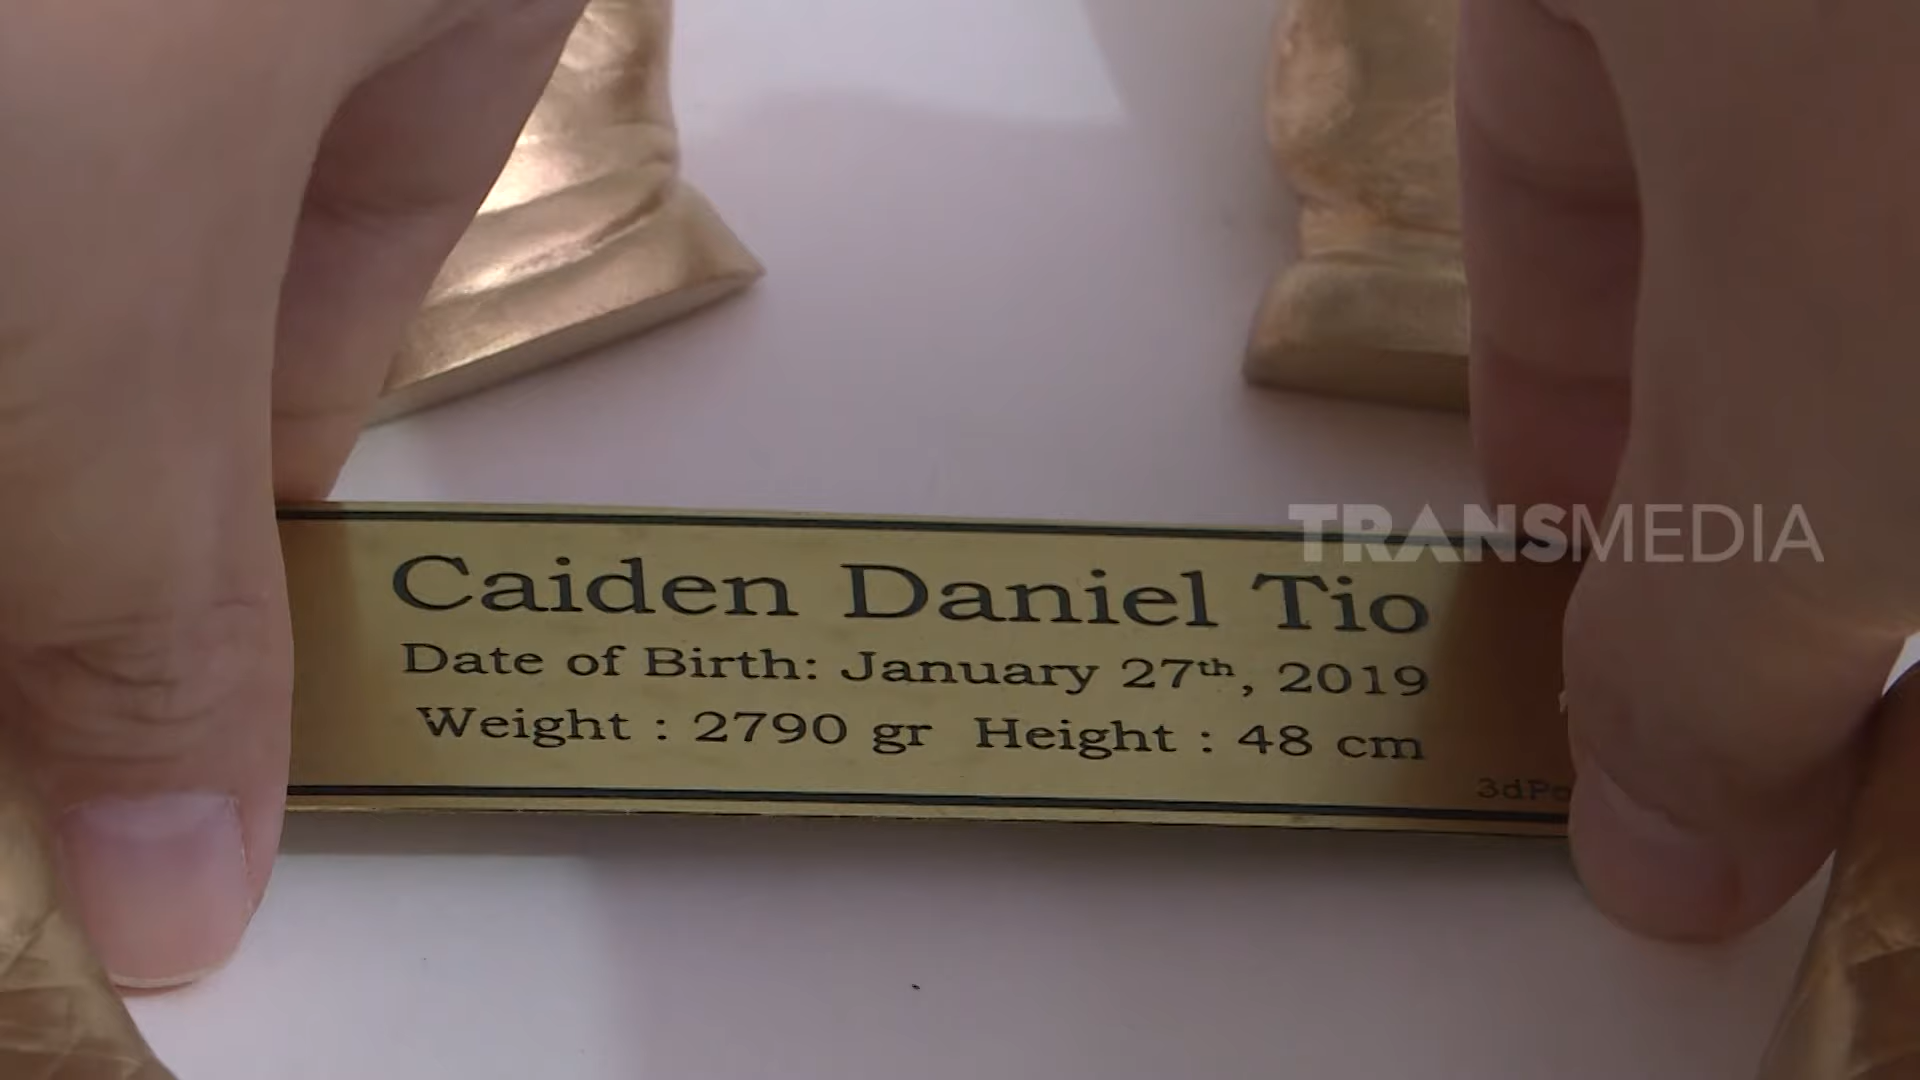 TRANSMEDIA
Caiden Daniel Tio
Date of Birth: January 27th, 2019
Weight : 2790 gr Height : 48 cm